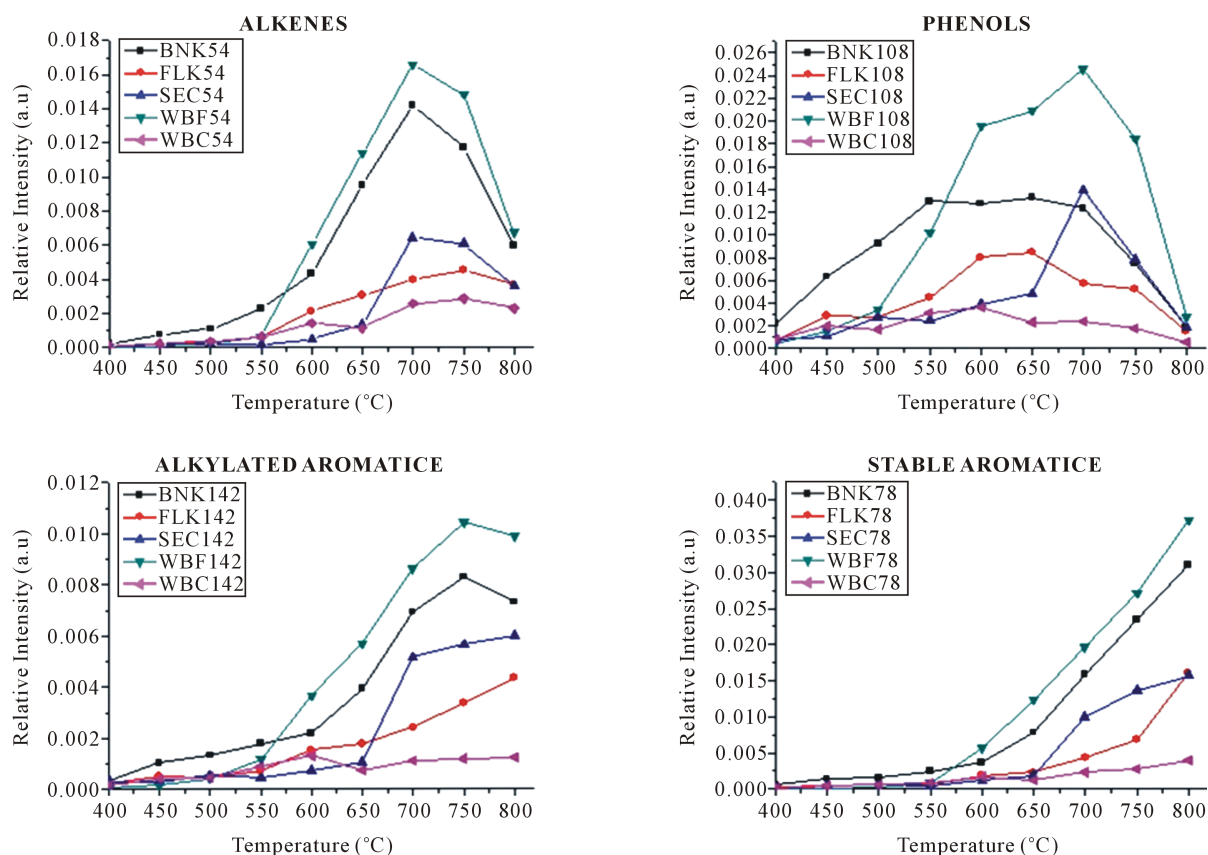 ALKENES
Relative Intensity (a.u)
0.018
0.016
0.014
0.012
0.010
0.008
0.006
0.004
0.002
0.000
BNK54
FLK54
SEC54
WBF54
WBC54
400 450 500 550 600 650 700 750 800
Temperature (°C)
PHENOLS
Relative Intensity (a.u)
0.026
0.024
0.022
0.020
0.018
0.016
0.014
0.012
0.010
0.008
0.006
0.004
0.002
0.000
BNK108
FLK108
SEC108
WBF108
WBC108
400 450 500 550 600 650 700 750 800
Temperature (°C)
ALKYLATED AROMATICE
Relative Intensity (a.u)
0.012
0.010
0.008
0.006
0.004
0.002
0.000
BNK142
FLK142
SEC142
WBF142
WBC142
400 450 500 550 600 650 700 750 800
Temperature (°C)
STABLE AROMATICE
Relative Intensity (a.u)
0.040
0.035
0.030
0.025
0.020
0.015
0.010
0.005
0.000
BNK78
FLK78
SEC78
WBF78
WBC78
400 450 500 550 600 650 700 750 800
Temperature (°C)